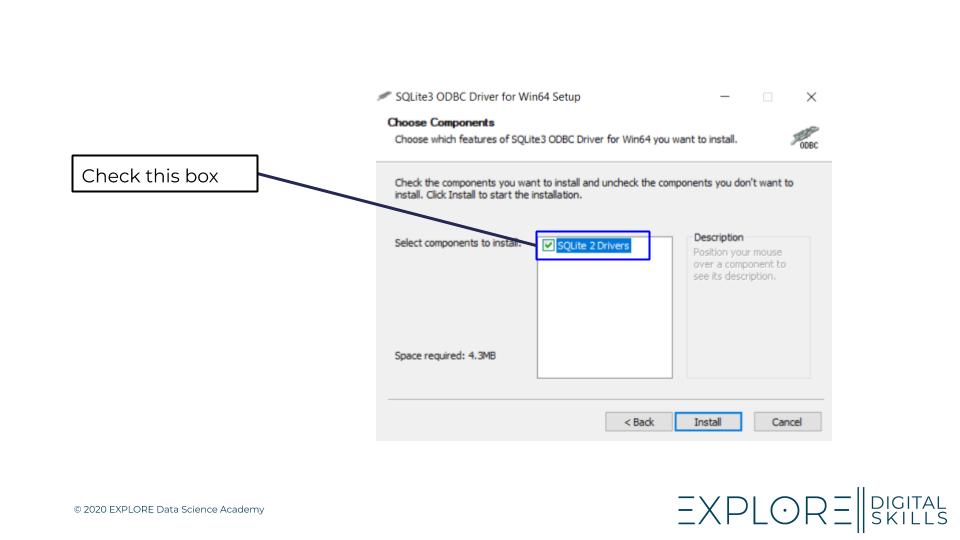 SQLite3 ODBC Driver for Win64 Setup
Choose Components
Choose which features of SQLite3 ODBC Driver for Win64 you want to install.
ODBC
Check this box
Check the components you want to install and uncheck the components you don't want to
install. Click Install to start the installation.
Select components to install:
SQLite 2 Drivers
Description
Position your mouse
over a component to
see its description.
Space required: 4.3MB
< Back
Install
Cancel
© 2020 EXPLORE Data Science Academy
EXPLORE
DIGITAL
SKILLS